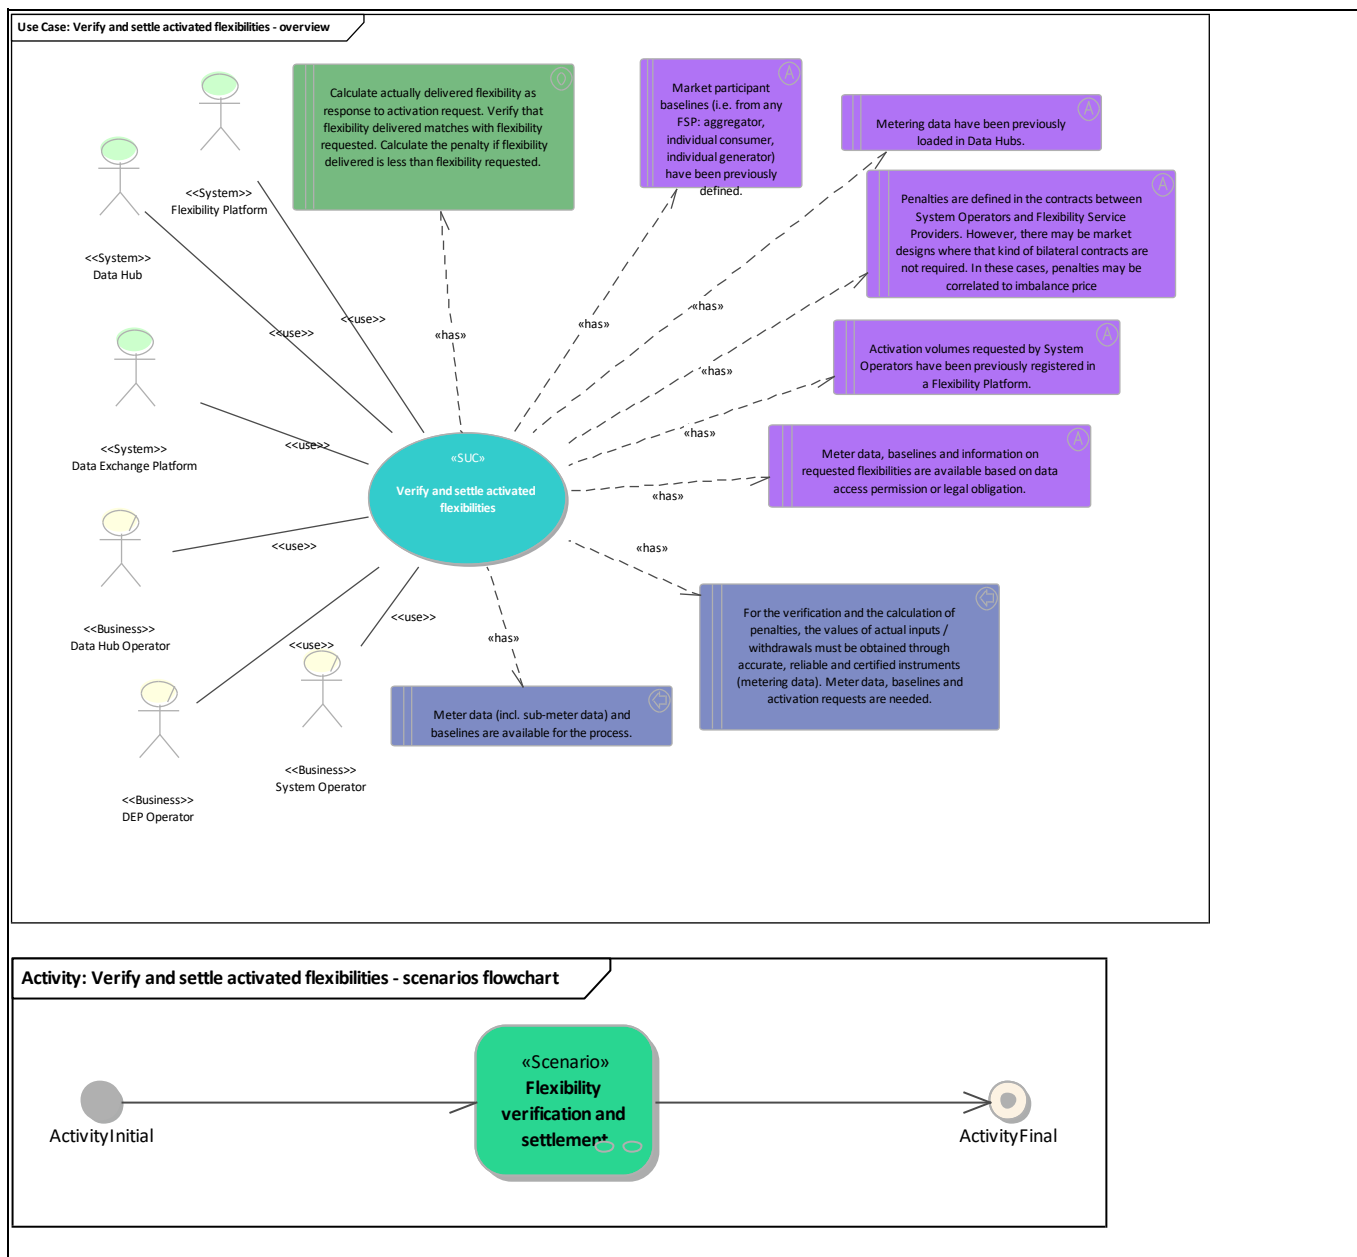 Use Case: Verify and settle activated flexibilities - overview
<<System>>
Flexibility Platform
<<System>>
Data Hub
<<System>>
Data Exchange Platform
<<Business>>
Data Hub Operator
<<Business>>
DEP Operator
<<Business>>
System Operator
O
Calculate actually delivered flexibility as
response to activation request. Verify that
flexibility delivered matches with flexibility
requested. Calculate the penalty if flexibility
delivered is less than flexibility requested.
A
Market participant
baselines (i.e. from any
FSP: aggregator,
individual consumer,
individual generator)
have been previously
defined.
A
Metering data have been previously
loaded in Data Hubs.
A
Penalties are defined in the contracts between
System Operators and Flexibility Service
Providers. However, there may be market
designs where that kind of bilateral contracts are
not required. In these cases, penalties may be
correlated to imbalance price
A
Activation volumes requested by System
Operators have been previously registered in
a Flexibility Platform.
A
Meter data, baselines and information on
requested flexibilities are available based on data
access permission or legal obligation.
For the verification and the calculation of
penalties, the values of actual inputs /
withdrawals must be obtained through
accurate, reliable and certified instruments
(metering data). Meter data, baselines and
activation requests are needed.
Meter data (incl. sub-meter data) and
baselines are available for the process.
«SUC»
Verify and settle activated
flexibilities
<<use>>
<<use>>
<<use>>
<<use>>
<<use>>
<<use>>
«has»
«has»
«has»
«has»
«has»
«has»
«has»
«has»
Activity: Verify and settle activated flexibilities - scenarios flowchart
ActivityInitial
«Scenario»
Flexibility
verification and
settlement
ActivityFinal